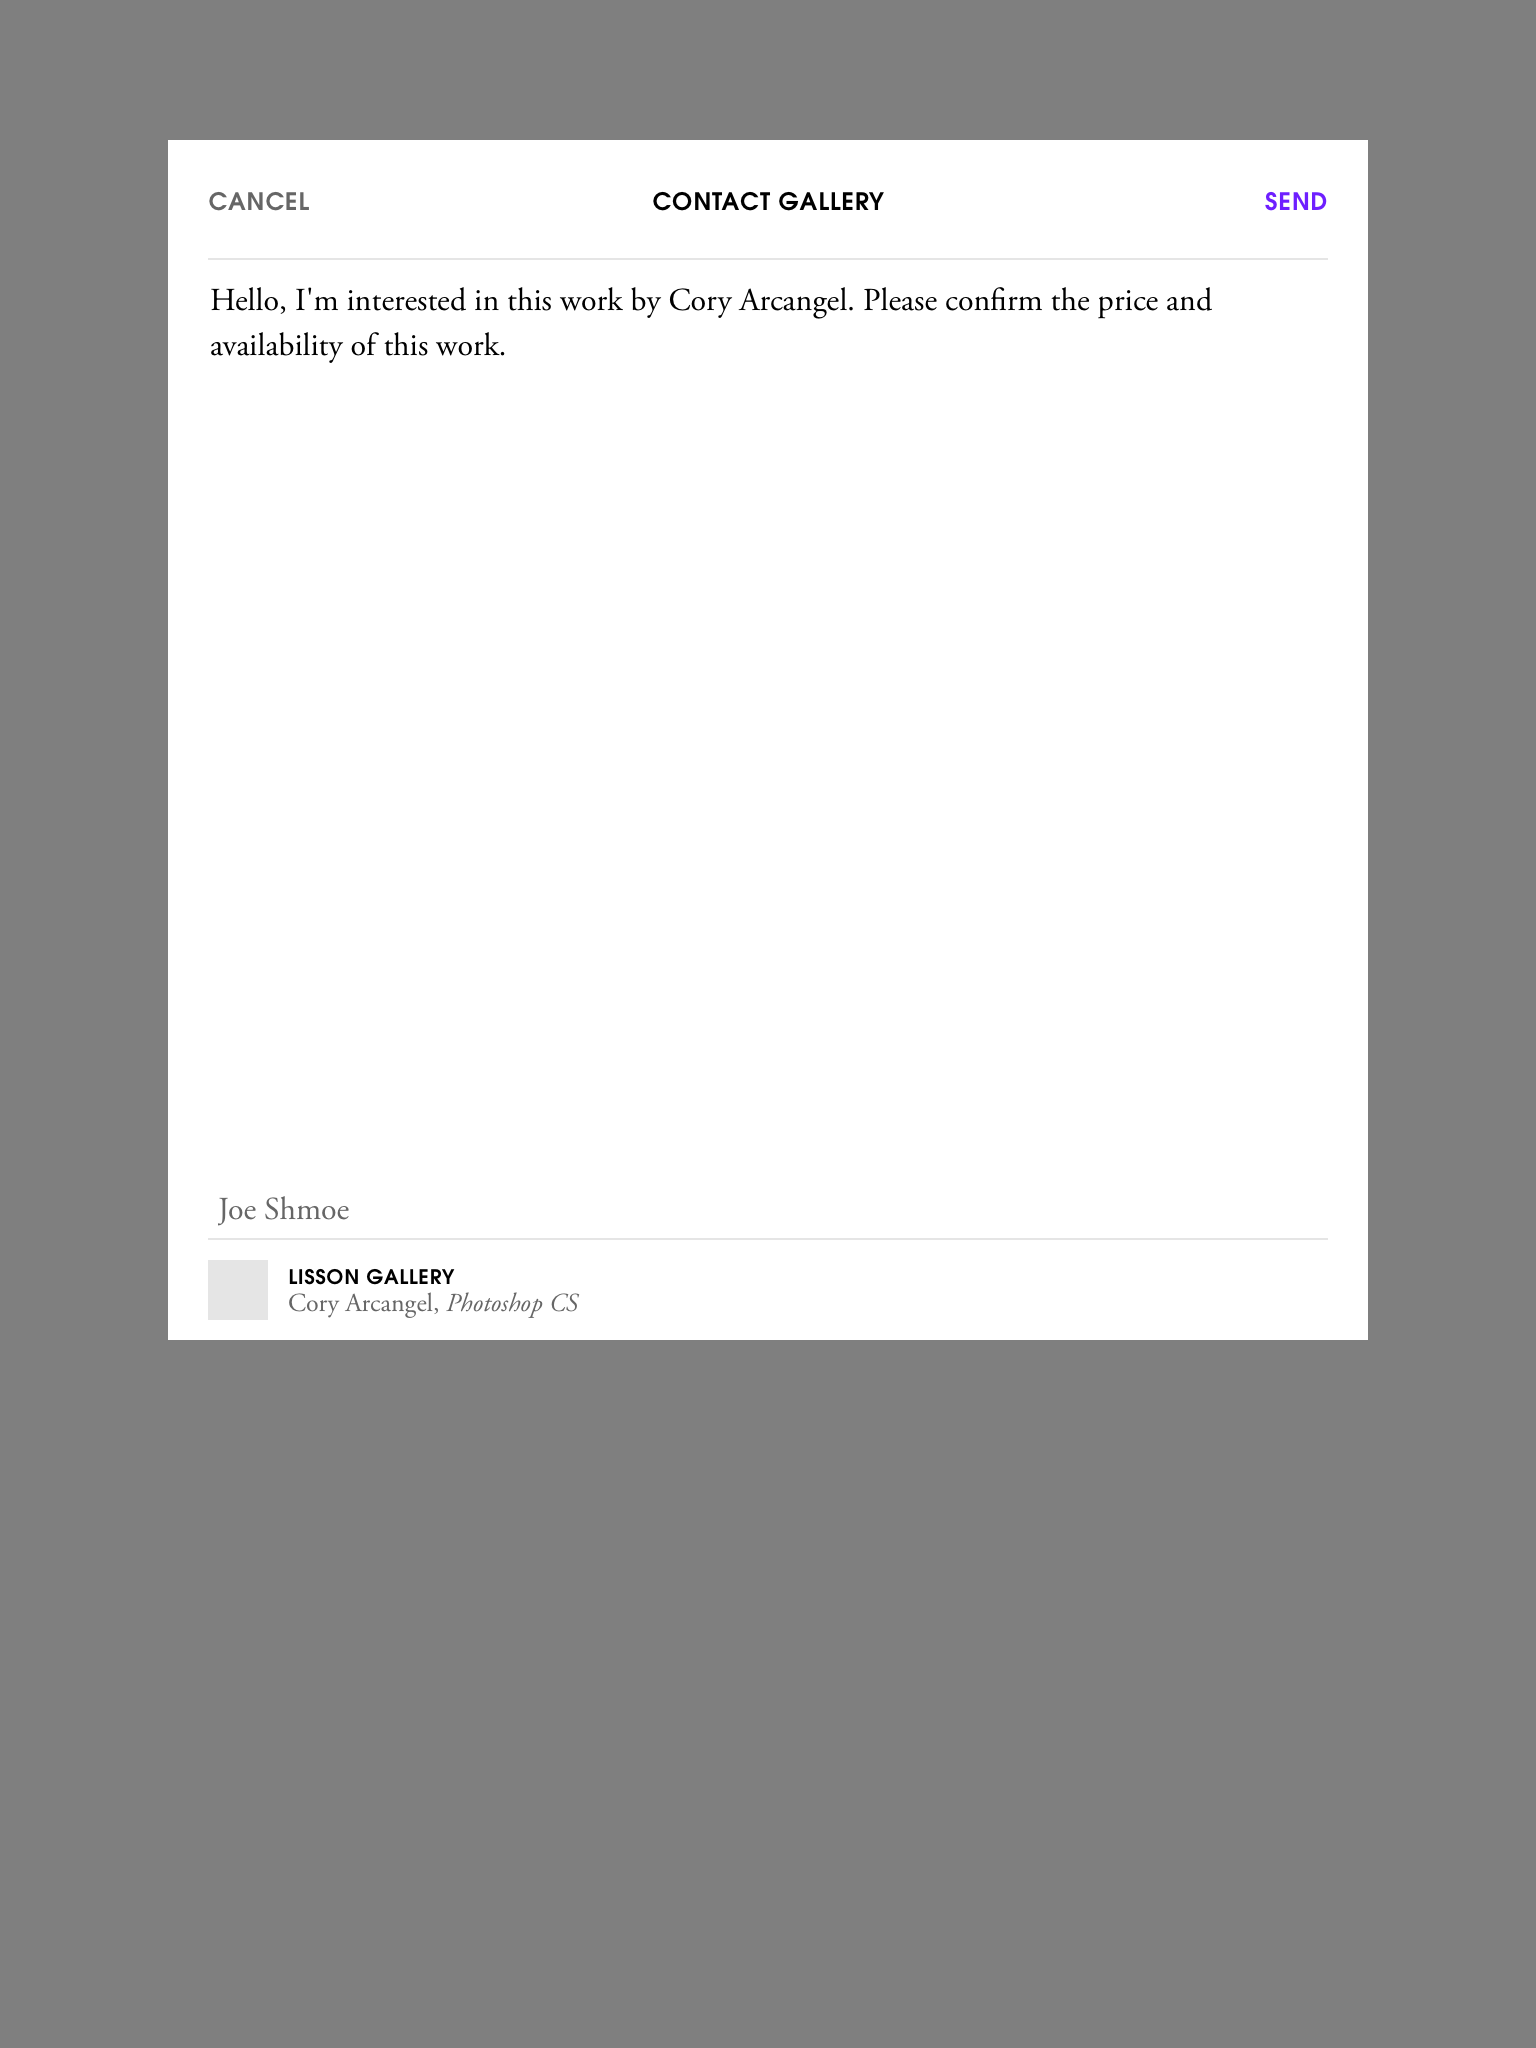 CANCEL
CONTACT GALLERY
SEND
Hello, I'm interested in this work by Cory Arcangel. Please confirm the price and
availability of this work.
Joe Shmoe
LISSON GALLERY
Cory Arcangel, Photoshop CS